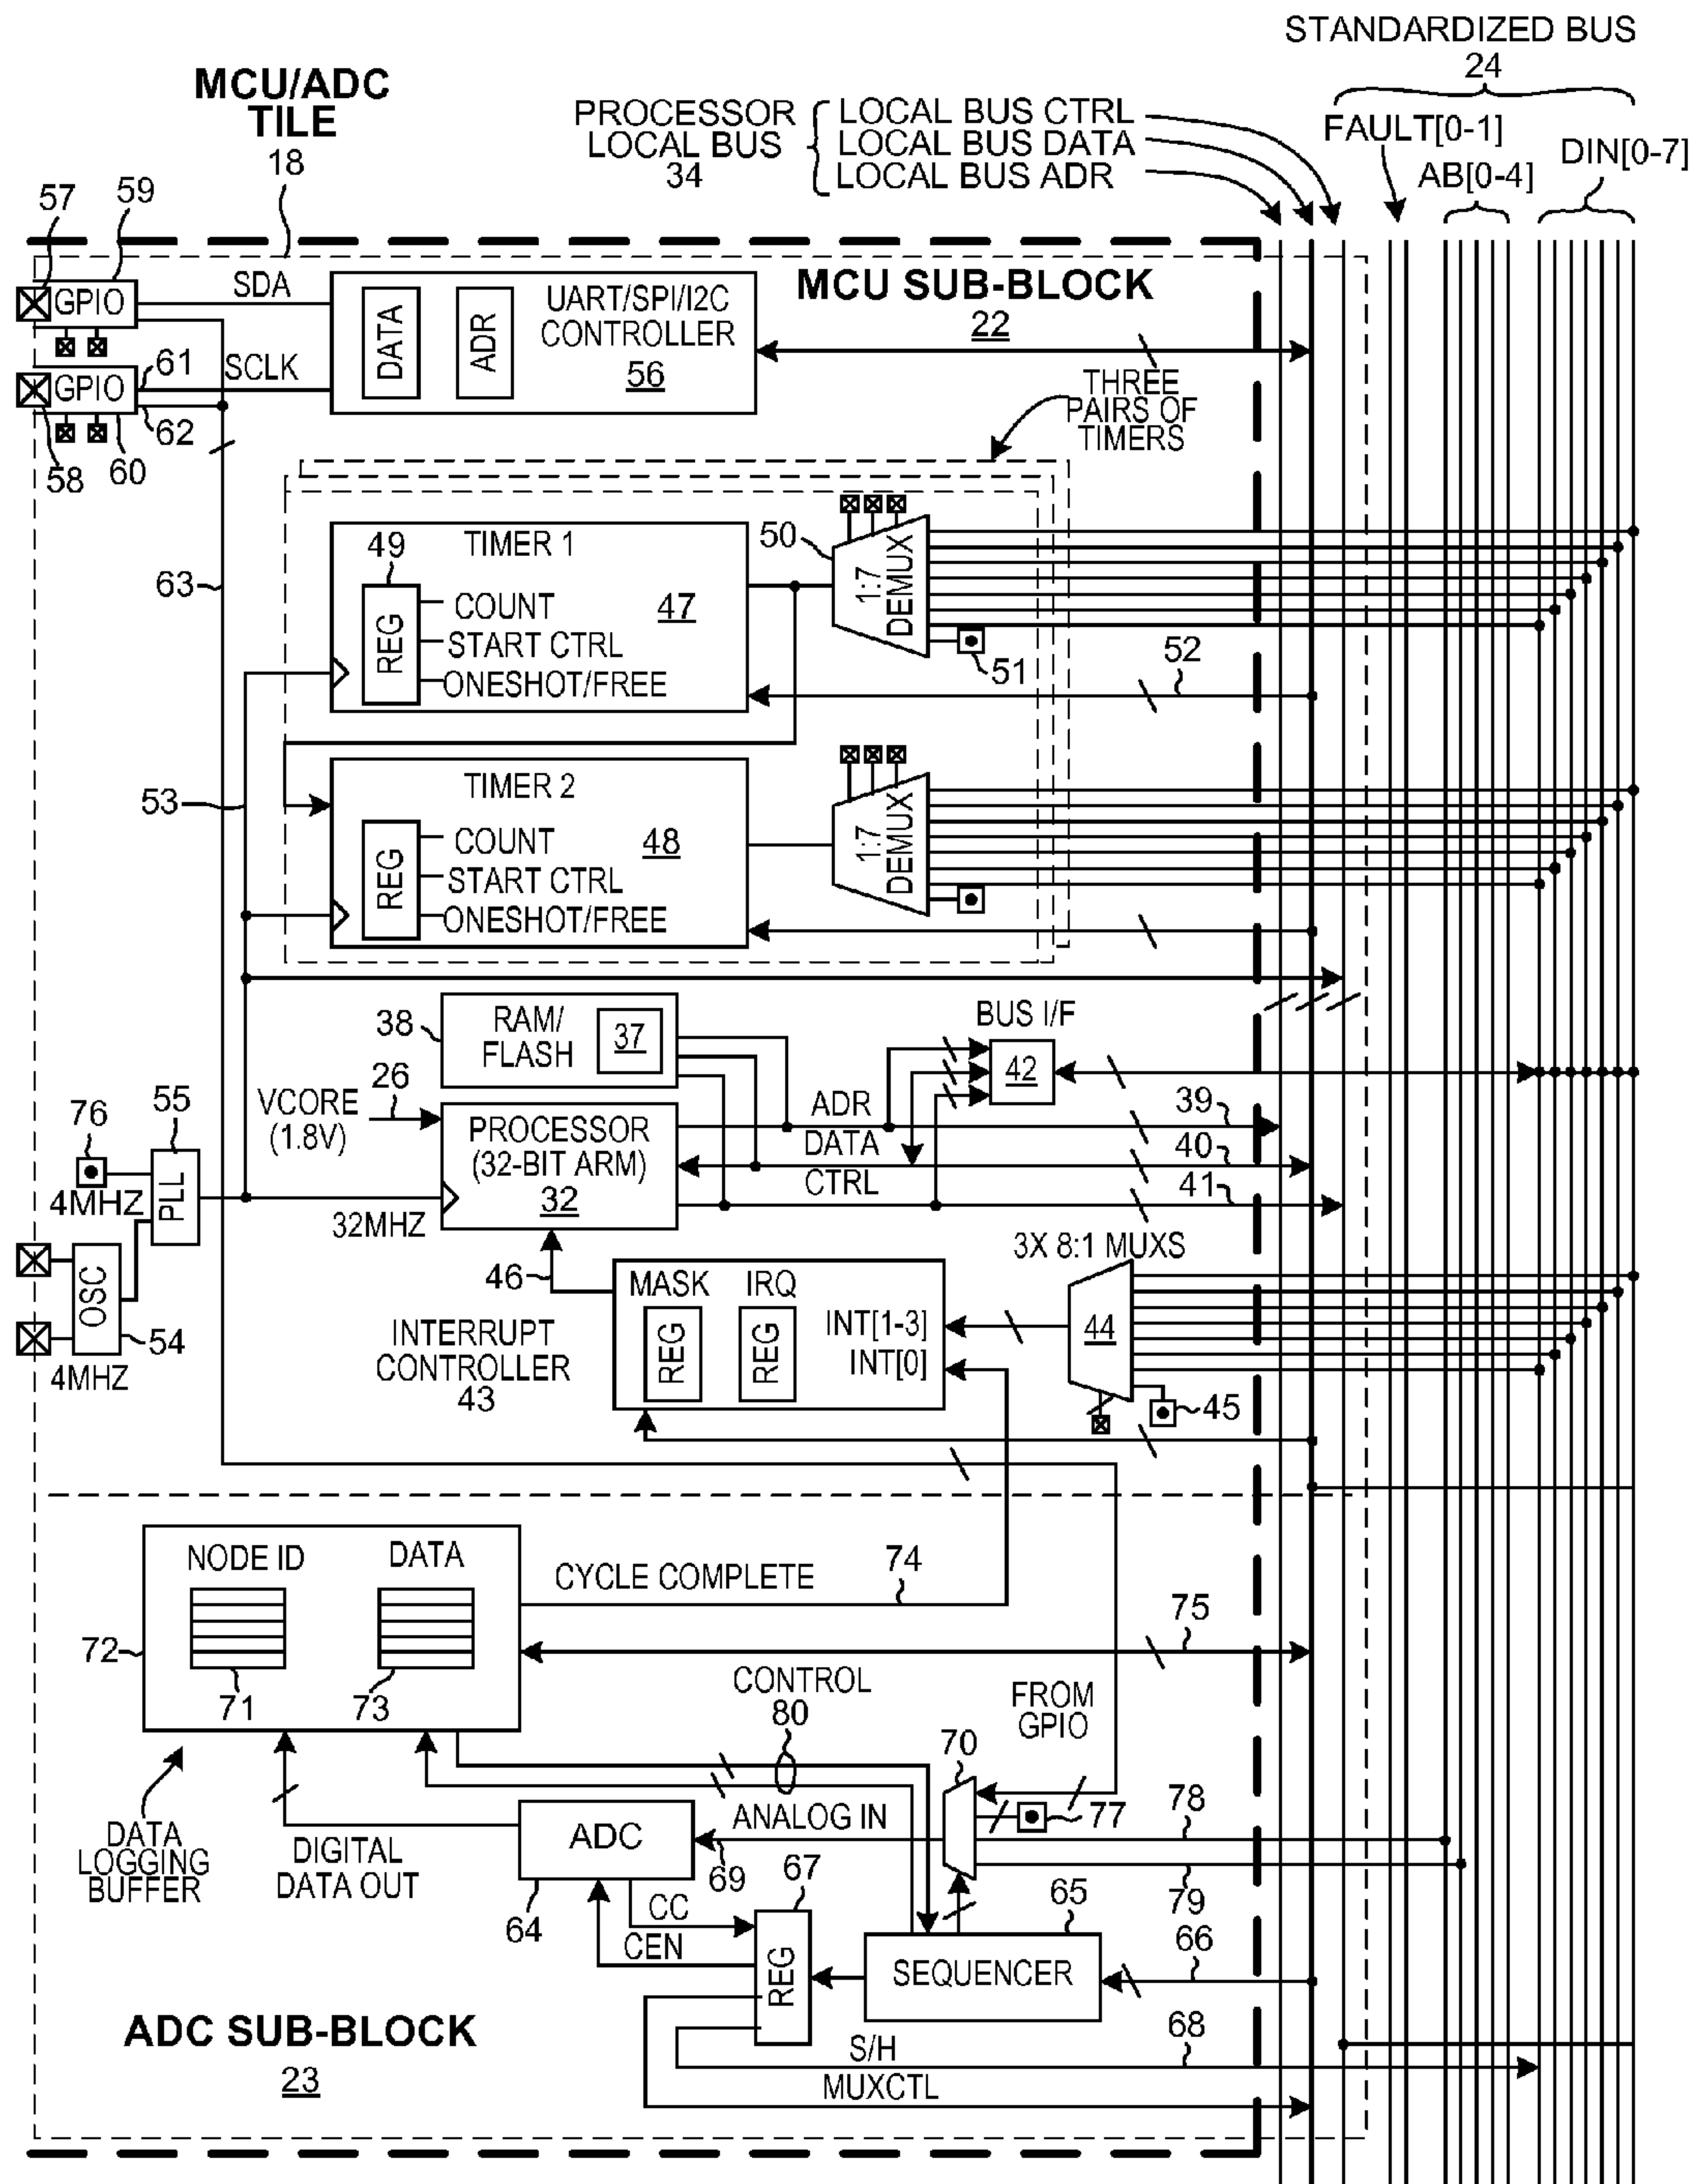 STANDARDIZED BUS
24
MCU/ADC
TILE
18
PROCESSOR
LOCAL BUS
34
LOCAL BUS CTRL
LOCAL BUS DATA
LOCAL BUS ADR
FAULT[0-1]
AB[0-4]
DIN[0-7]
57
59
GPIO
SDA
DATA
ADR
UART/SPI/I2C
CONTROLLER
56
MCU SUB-BLOCK
22
GPIO
61
SCLK
62
58
60
THREE
PAIRS OF
TIMERS
63
TIMER 1
49
REG
COUNT
START CTRL
ONESHOT/FREE
47
50
1:7
DEMUX
51
52
53
TIMER 2
REG
COUNT
START CTRL
ONESHOT/FREE
48
1:7
DEMUX
38
RAM/
FLASH
37
BUS I/F
42
VCORE
(1.8V)
26
PROCESSOR
(32-BIT ARM)
32
ADR
DATA
CTRL
39
40
41
76
4MHZ
55
PLL
32MHZ
OSC
54
4MHZ
46
MASK
REG
IRQ
REG
INT[1-3]
INT[0]
INTERRUPT
CONTROLLER
43
3X 8:1 MUXS
44
45
NODE ID
DATA
71
73
72
CYCLE COMPLETE
74
75
CONTROL
80
FROM
GPIO
70
77
78
79
DATA
LOGGING
BUFFER
DIGITAL
DATA OUT
ADC
64
ANALOG IN
69
67
CC
CEN
REG
65
SEQUENCER
66
68
S/H
MUXCTL
ADC SUB-BLOCK
23